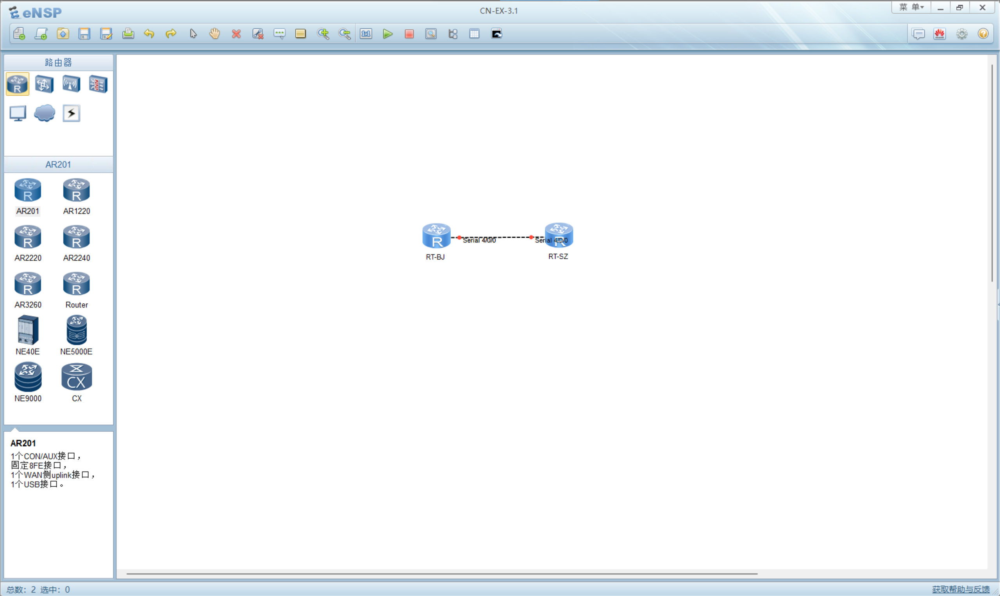 eNSP
CN-EX-3.1
菜 单
路由器
AR201
AR201
AR1220
AR2220
AR2240
AR3260
Router
NE40E
NE5000E
NE9000
CX
AR201
1个CON/AUX接口，
固定8FE接口，
1个WAN侧uplink接口，
1个USB接口。
Serial 4/0/0
Serial 4/0/0
RT-BJ
RT-SZ
总数：2 选中：0
获取帮助与反馈